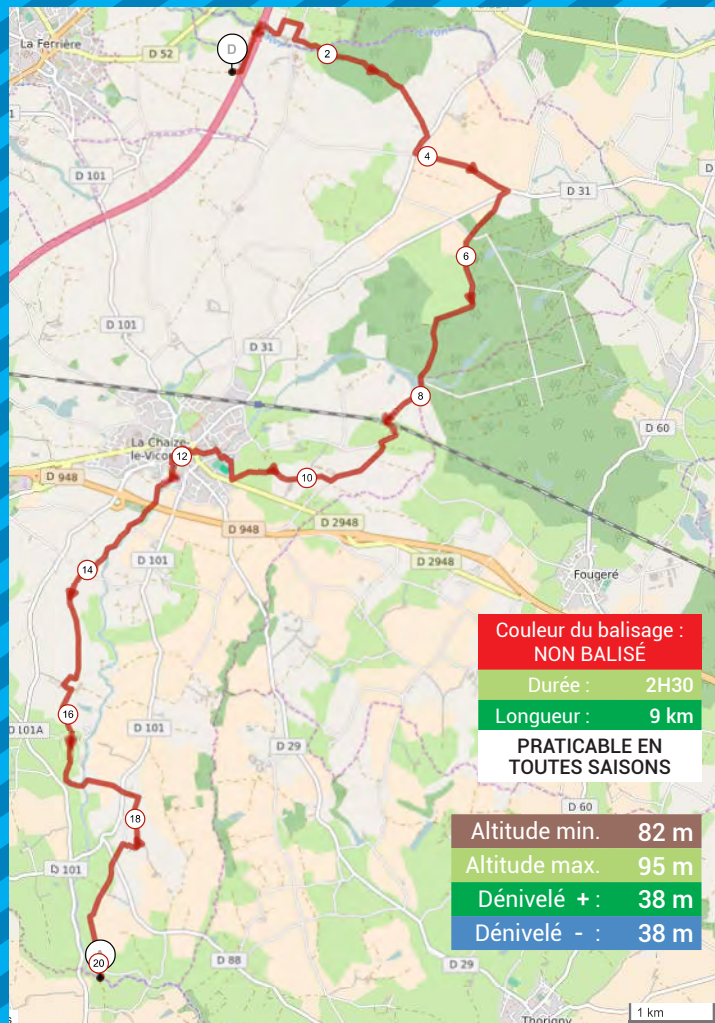 La Ferrière
D 52
D
2
D 101
4
D 31
6
D 101
D 31
8
La Chaize-
le-Vicom
12
D 60
D 948
10
D 948
D 2948
D 101
D 2948
14
Fougeré
Couleur du balisage :
NON BALISÉ
Durée : 2H30
Longueur : 9 km
PRATICABLE EN
TOUTES SAISONS
16
D 101
D 29
D 60
18
Altitude min. 82 m
Altitude max. 95 m
Dénivelé + : 38 m
Dénivelé - : 38 m
D 101
20
D 88
D 29
Thorigny
1 km